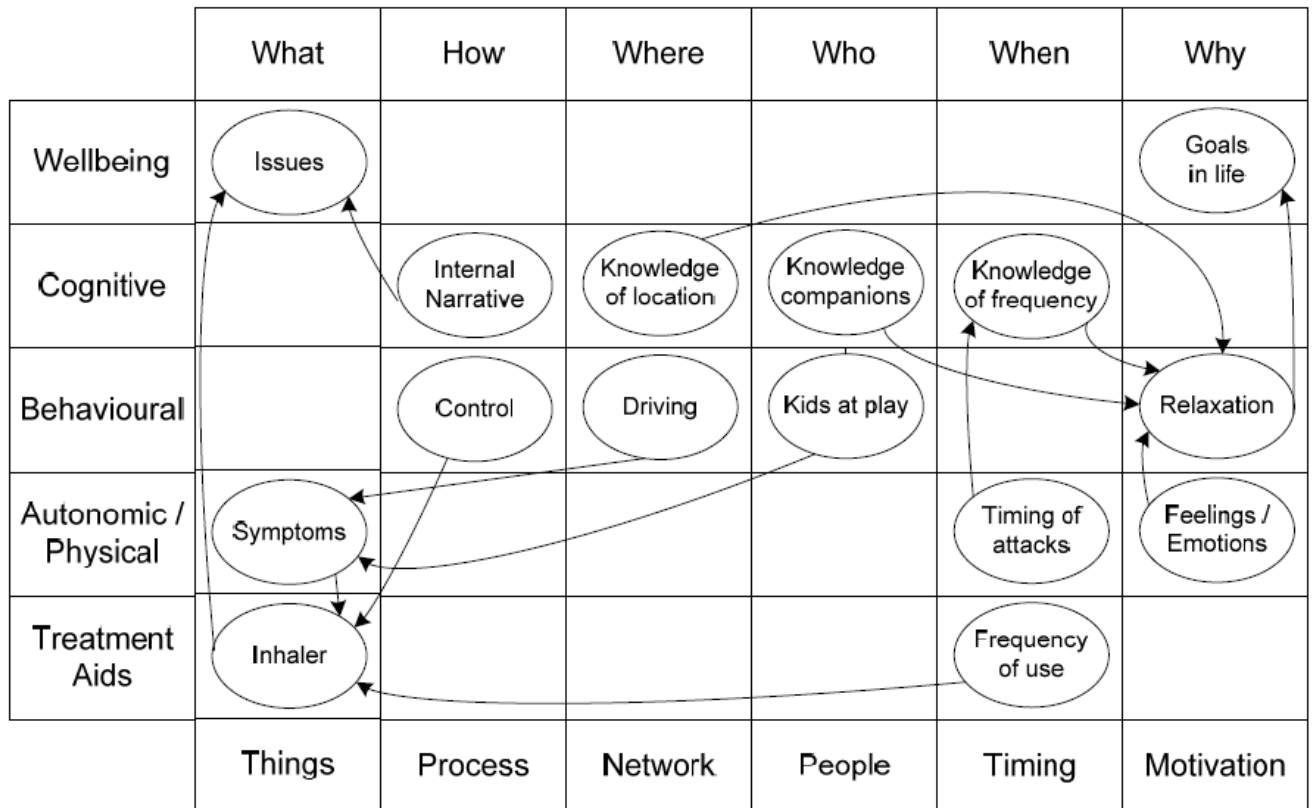 What
How
Where
Who
When
Why
Wellbeing
Issues
Goals
in life
Cognitive
Internal
Narrative
Knowledge
of location
Knowledge
companions
Knowledge
of frequency
Behavioural
Control
Driving
Kids at play
Relaxation
Autonomic /
Physical
Symptoms
Timing of
attacks
Feelings /
Emotions
Treatment
Aids
Inhaler
Frequency
of use
Things
Process
Network
People
Timing
Motivation